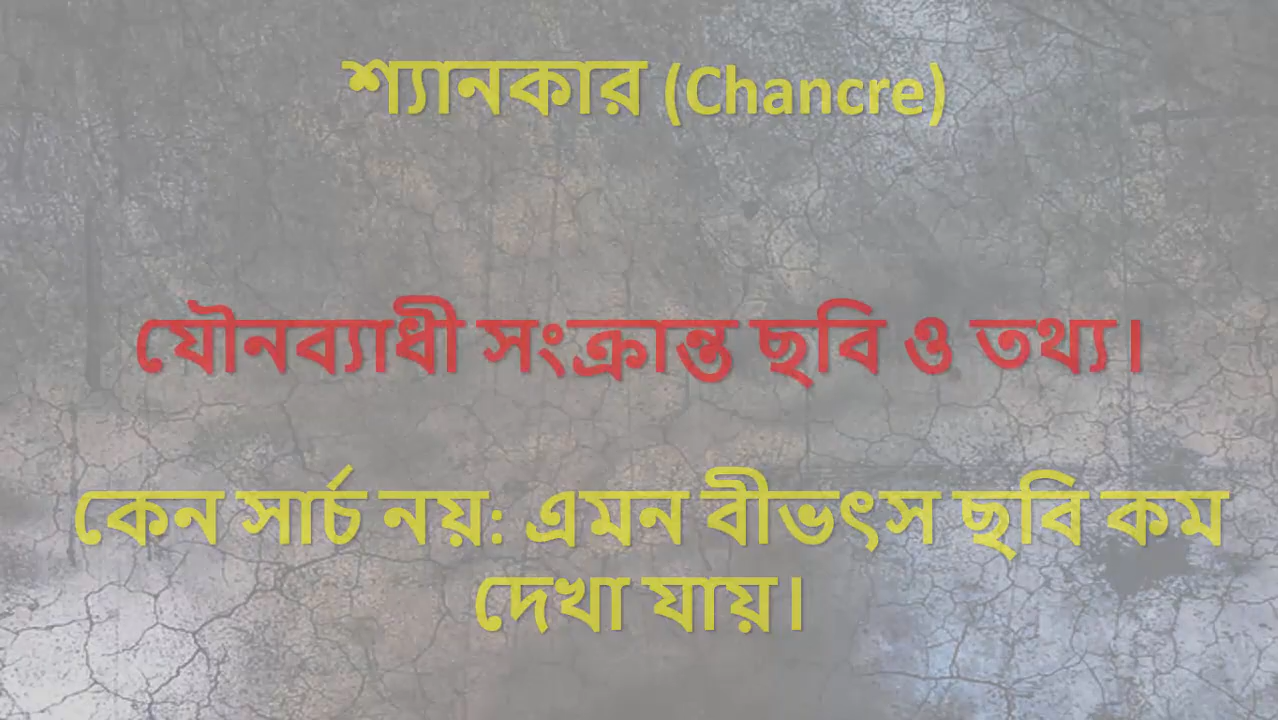 শ্যানকার (Chancre)
যৌনব্যাধী সংক্রান্ত ছবি ও তথ্য।
কেন সার্চ নয়: এমন বীভৎস ছবি কম
দেখা যায়।